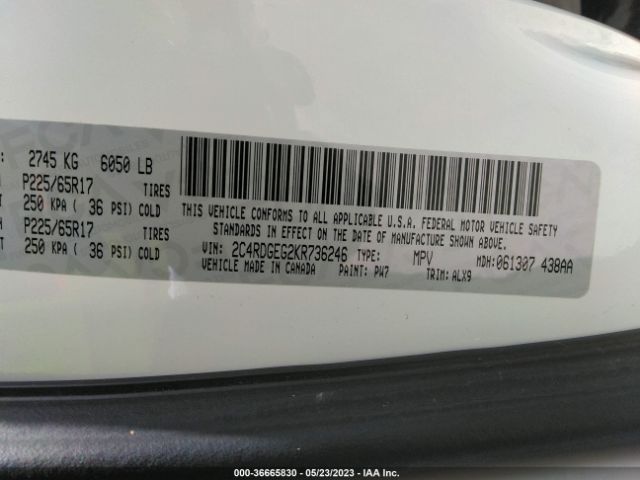 : 2745 KG 6050 LB
P225/65R17 TIRES
250 KPA ( 36 PSI) COLD
P225/65R17 TIRES
250 KPA ( 36 PSI) COLD
THIS VEHICLE CONFORMS TO ALL APPLICABLE U.S.A. FEDERAL MOTOR VEHICLE SAFETY
STANDARDS IN EFFECT ON THE DATE OF MANUFACTURE SHOWN ABOVE.
VIN: 2C4RDGEG2KR736246 TYPE: MPV MDH:061307 438AA
VEHICLE MADE IN CANADA PAINT: PW7 TRIM: ALX9
000-36665830 - 05/23/2023 - IAA Inc.